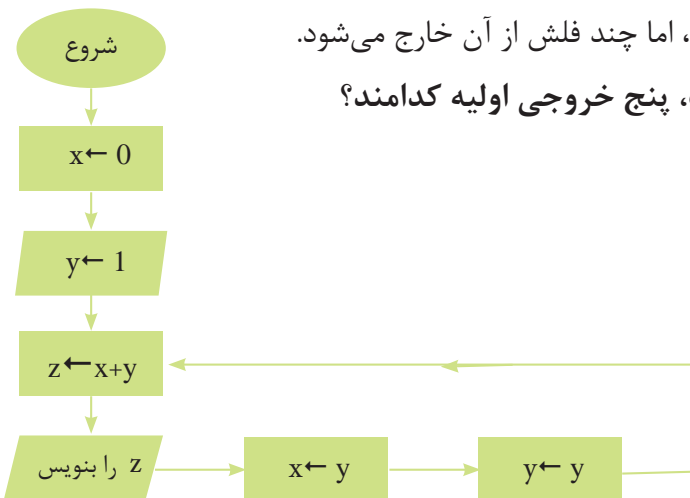 ، اما چند فلش از آن خارج می‌شود.
، پنج خروجی اولیه کدامند؟
شروع
x← 0
y← 1
z←x+y
z را بنویس
x← y
y← y